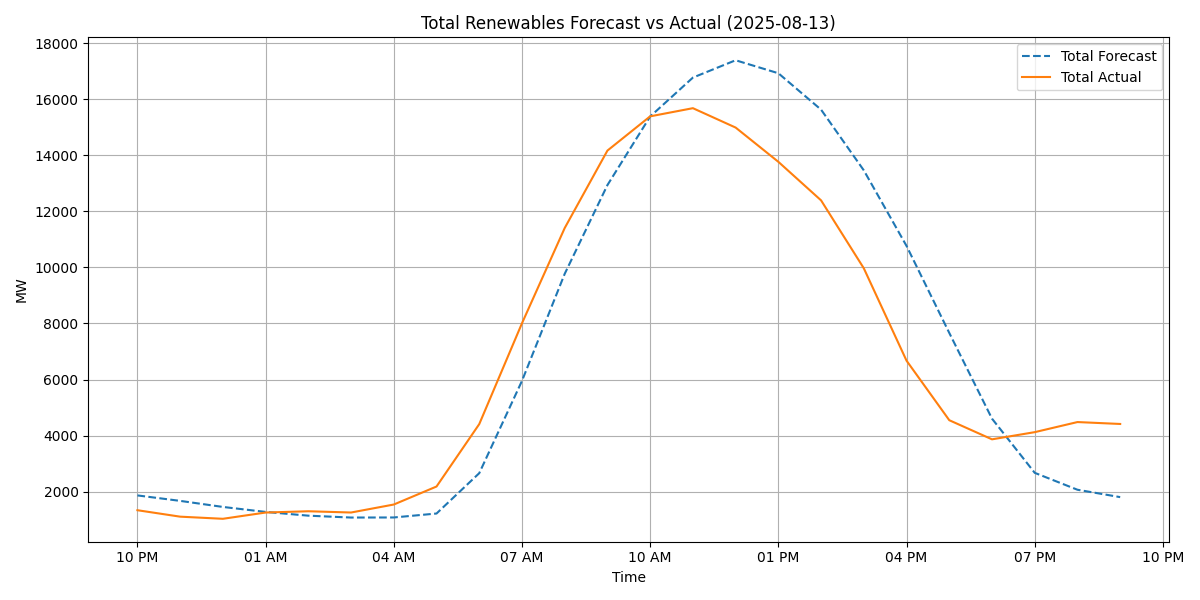 Total Renewables Forecast vs Actual (2025-08-13)
Total Forecast
Total Actual
18000
16000
14000
12000
10000
8000
6000
4000
2000
MW
10 PM 01 AM 04 AM 07 AM 10 AM 01 PM 04 PM 07 PM 10 PM
Time